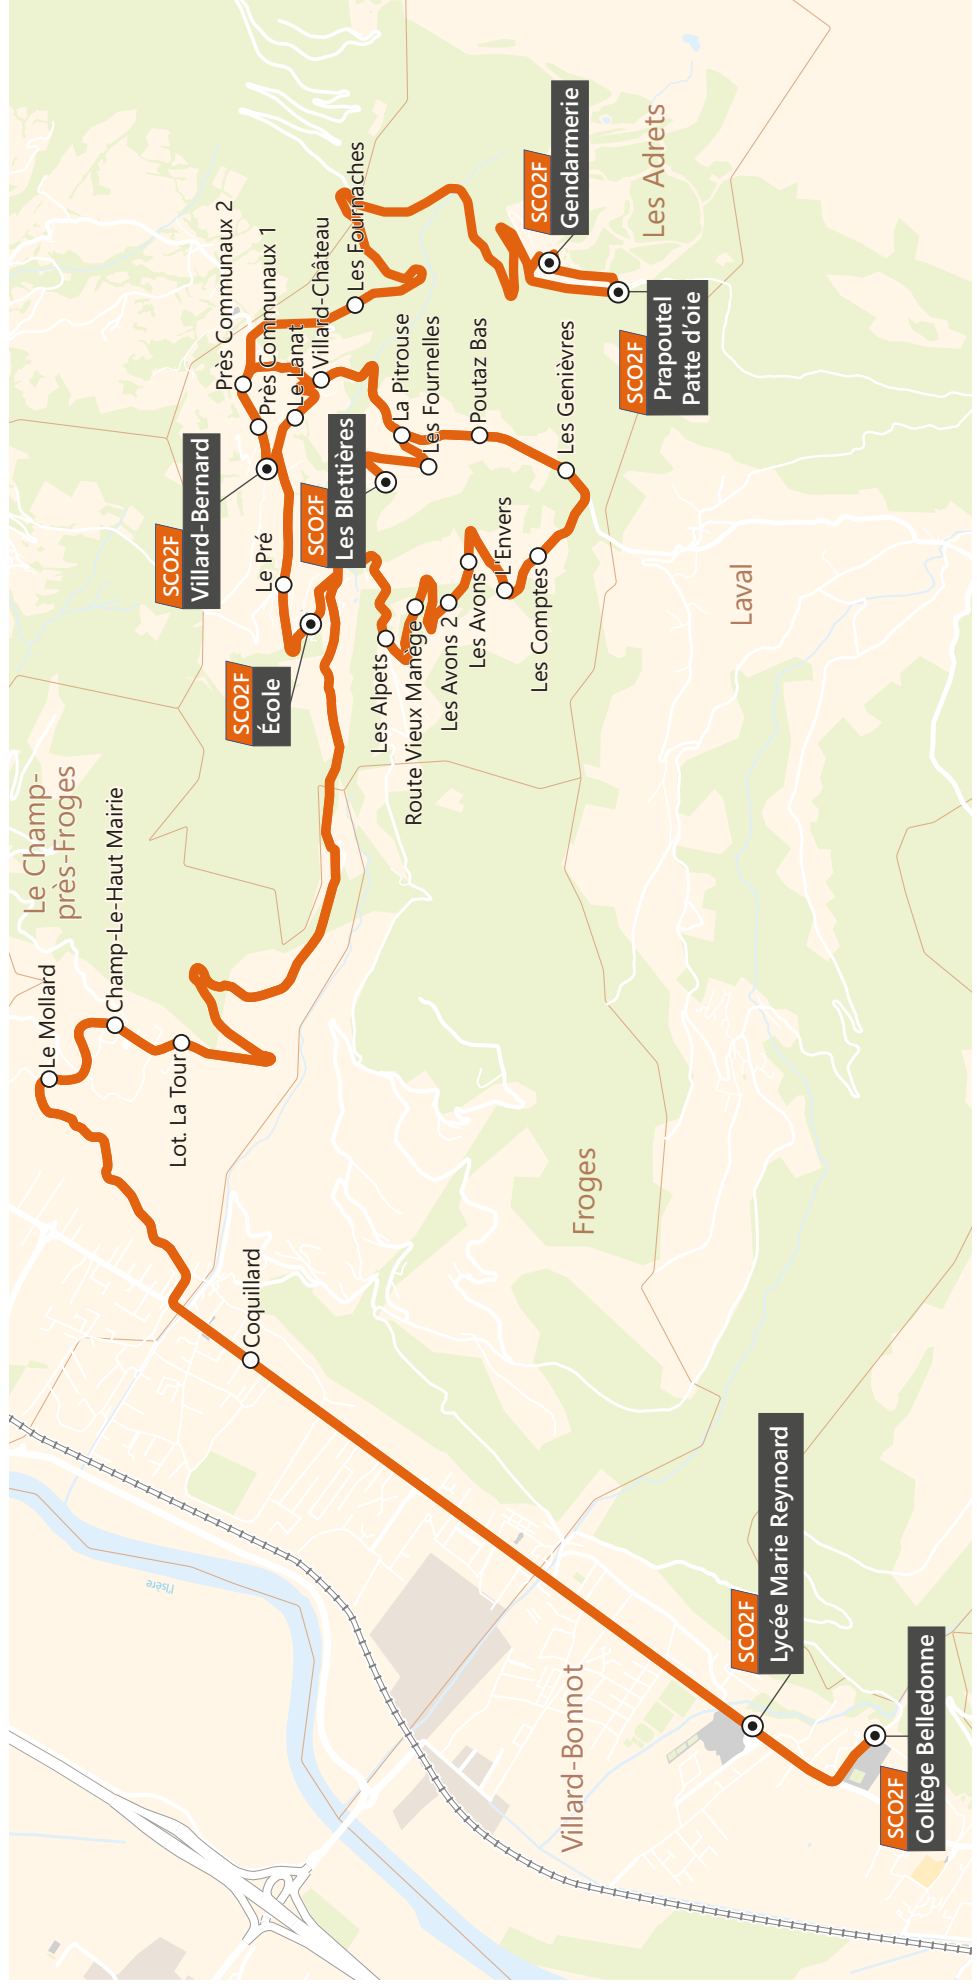 Le Champ-
près-Froges
Le Mollard
Champ-Le-Haut Mairie
Lot. La Tour
Coquillard
SCO2F
Villard-Bernard
SCO2F
École
Le Pré
Près Communaux 2
Près Communaux 1
Le Lanat
Villard-Château
Les Fournaches
SCO2F
Les Blettières
La Pitrouse
Les Fournelles
Poutaz Bas
Les Genièvres
Les Alpets
Route Vieux Manège
Les Avons 2
Les Avons
L'Envers
Les Comptes
SCO2F
Gendarmerie
SCO2F
Prapoutel
Patte d'oie
Les Adrets
Laval
Froges
l'Isère
Villard-Bonnot
SCO2F
Lycée Marie Reynoard
SCO2F
Collège Belledonne